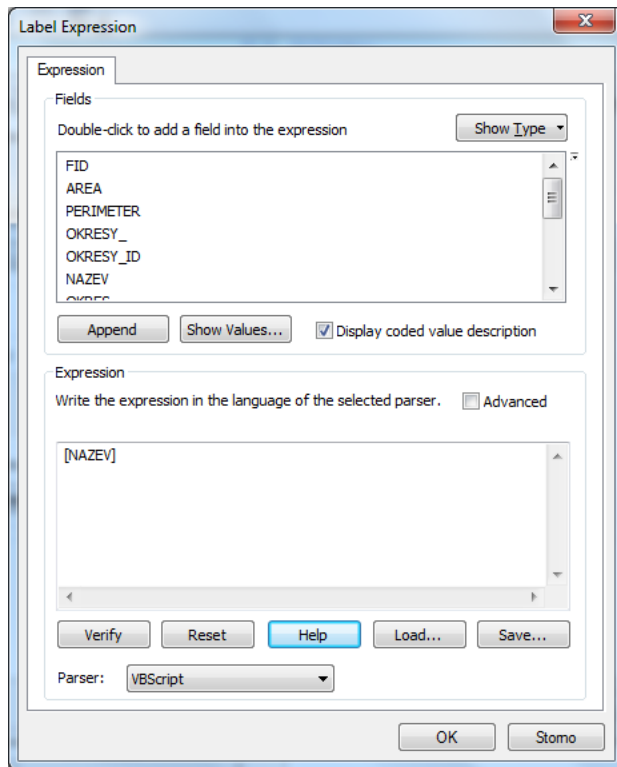 Label Expression
Expression
Fields
Double-click to add a field into the expression
Show Type
FID
AREA
PERIMETER
OKRESY_
OKRESY_ID
NAZEV
OKRES
Append
Show Values...
Display coded value description
Expression
Write the expression in the language of the selected parser.
Advanced
[NAZEV]
Verify
Reset
Help
Load...
Save...
Parser:
VBScript
OK
Storno